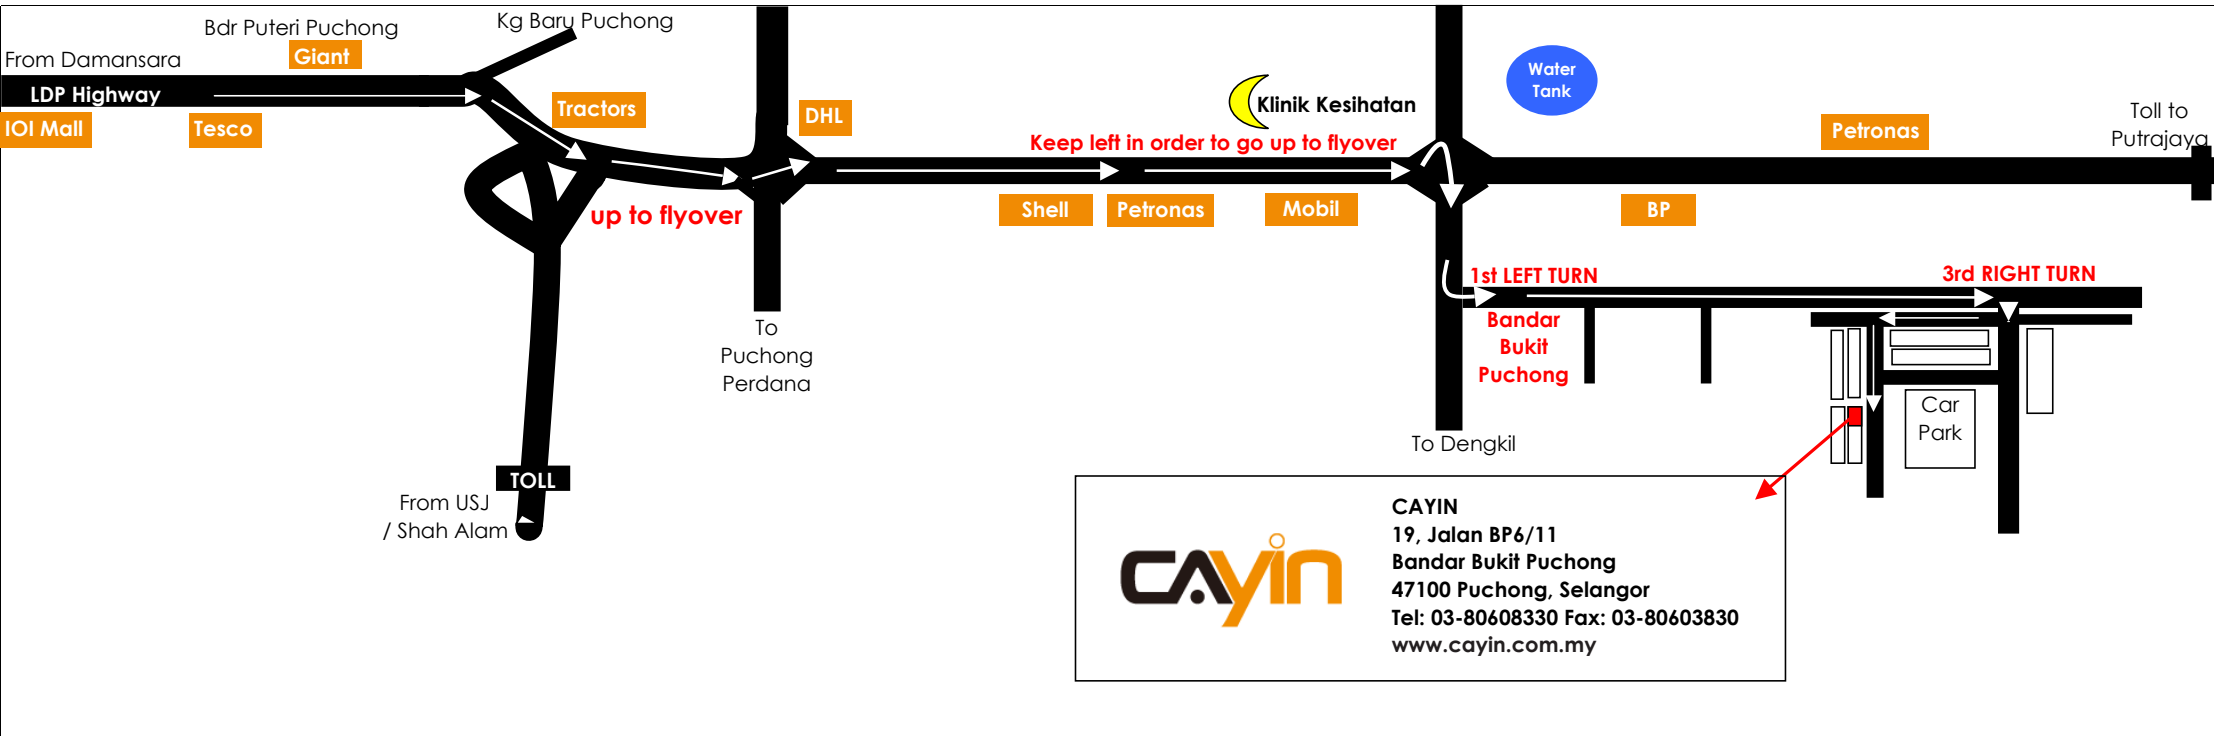 Kg Baru Puchong
Bdr Puteri Puchong
Giant
From Damansara
LDP Highway
IOI Mall
Tesco
Tractors
DHL
Klinik Kesihatan
Water
Tank
Keep left in order to go up to flyover
Petronas
Toll to
Putrajaya
up to flyover
Shell
Petronas
Mobil
BP
1st LEFT TURN
3rd RIGHT TURN
Bandar
Bukit
Puchong
To
Puchong
Perdana
Car
Park
To Dengkil
TOLL
From USJ
/ Shah Alam
cayin
CAYIN
19, Jalan BP6/11
Bandar Bukit Puchong
47100 Puchong, Selangor
Tel: 03-80608330 Fax: 03-80603830
www.cayin.com.my